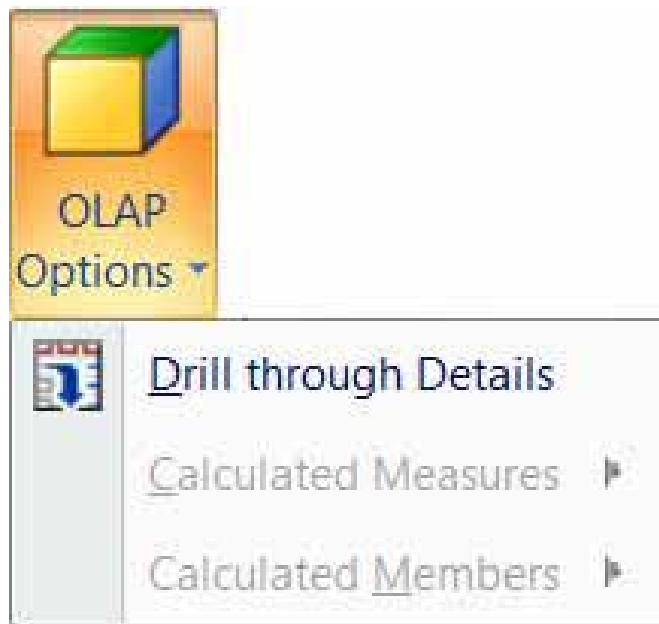 OLAP
Options
Drill through Details
Calculated Measures
Calculated Members